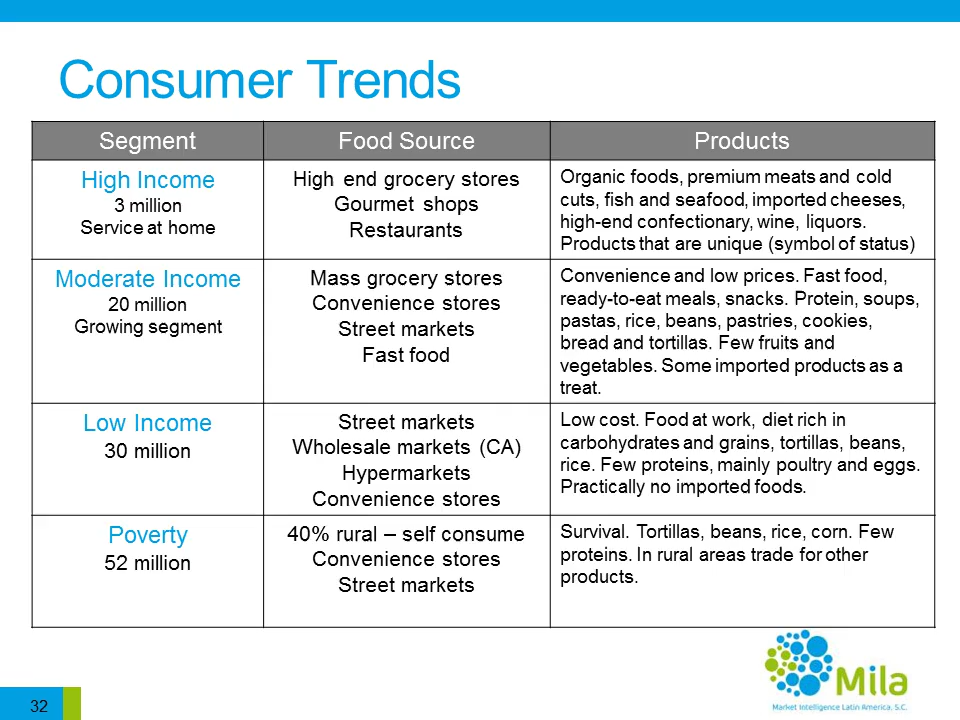 Consumer Trends
Segment
Food Source
Products
High Income
3 million
Service at home
High end grocery stores
Gourmet shops
Restaurants
Organic foods, premium meats and cold
cuts, fish and seafood, imported cheeses,
high-end confectionary, wine, liquors.
Products that are unique (symbol of status)
Moderate Income
20 million
Growing segment
Mass grocery stores
Convenience stores
Street markets
Fast food
Convenience and low prices. Fast food,
ready-to-eat meals, snacks. Protein, soups,
pastas, rice, beans, pastries, cookies,
bread and tortillas. Few fruits and
vegetables. Some imported products as a
treat.
Low Income
30 million
Street markets
Wholesale markets (CA)
Hypermarkets
Convenience stores
Low cost. Food at work, diet rich in
carbohydrates and grains, tortillas, beans,
rice. Few proteins, mainly poultry and eggs.
Practically no imported foods.
Poverty
52 million
40% rural – self consume
Convenience stores
Street markets
Survival. Tortillas, beans, rice, corn. Few
proteins. In rural areas trade for other
products.
Mila
Market Intelligence Latin America, S.C.
32